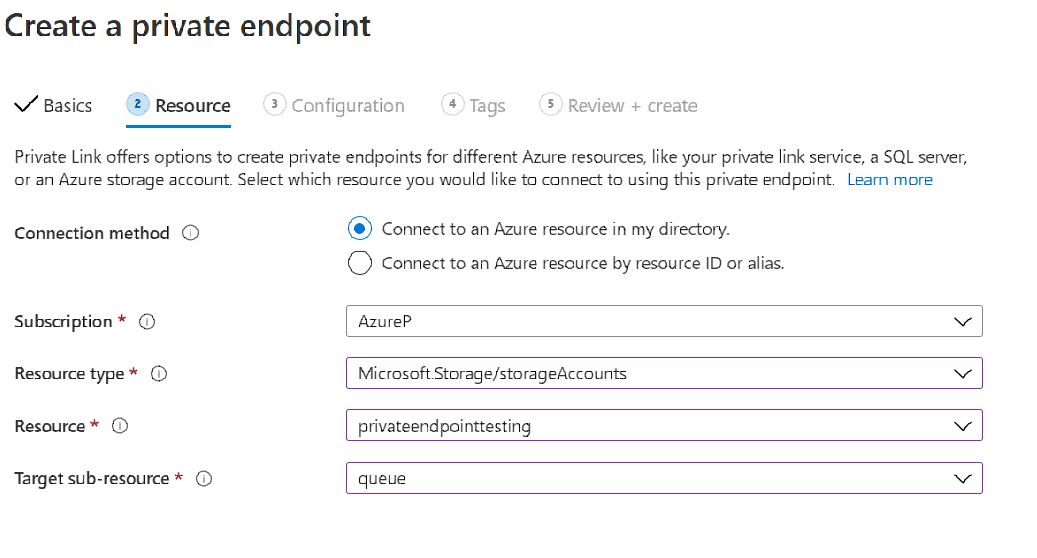 Create a private endpoint
Basics 2 Resource 3 Configuration 4 Tags 5 Review + create
Private Link offers options to create private endpoints for different Azure resources, like your private link service, a SQL server,
or an Azure storage account. Select which resource you would like to connect to using this private endpoint. Learn more
Connection method Connect to an Azure resource in my directory.
Connect to an Azure resource by resource ID or alias.
Subscription * AzureP
Resource type * Microsoft.Storage/storageAccounts
Resource * privateendpointtesting
Target sub-resource * queue